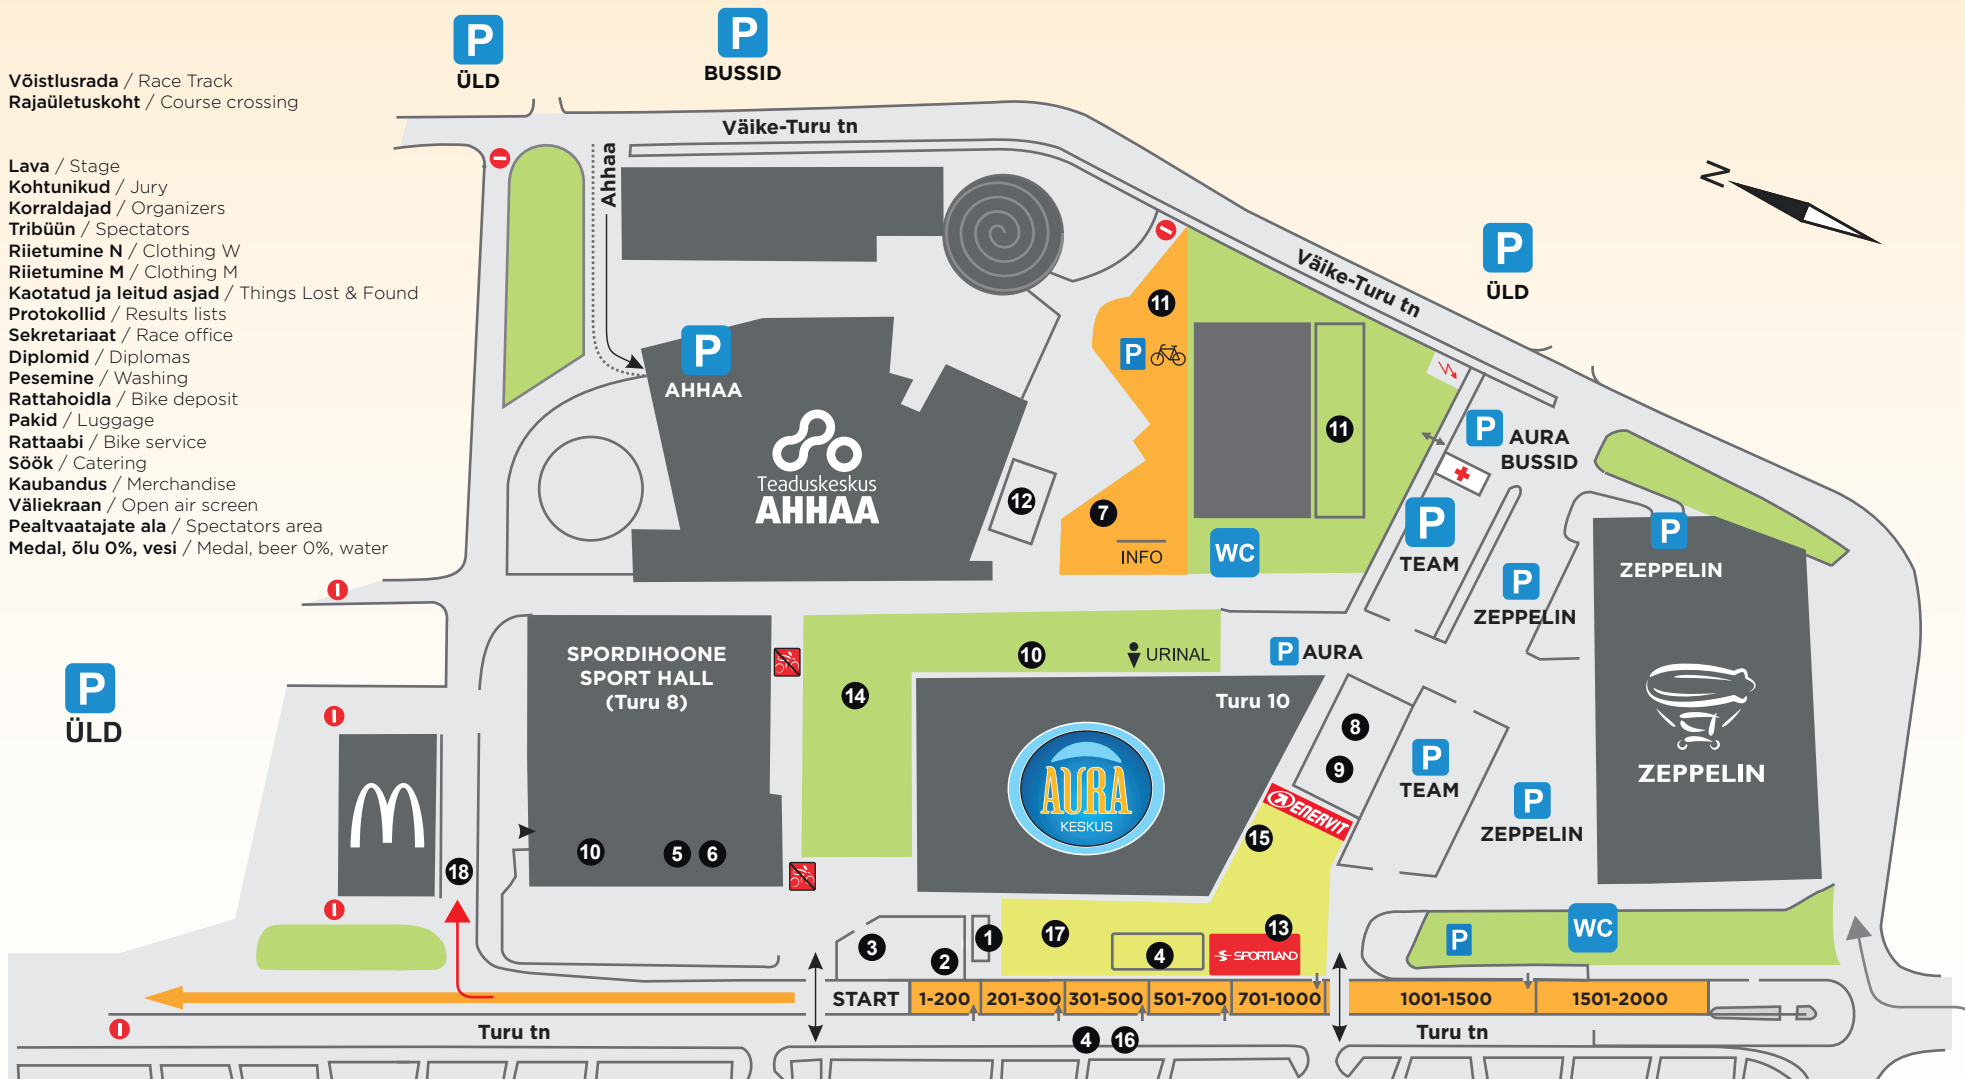 P
ÜLD
P
BUSSID
Võistlusrada / Race Track
Rajaületuskoht / Course crossing
Lava / Stage
Kohtunikud / Jury
Korraldajad / Organizers
Tribüün / Spectators
Riietumine N / Clothing W
Riietumine M / Clothing M
Kaotatud ja leitud asjad / Things Lost & Found
Protokollid / Results lists
Sekretariaat / Race office
Diplomid / Diplomas
Pesemine / Washing
Rattahoidla / Bike deposit
Pakid / Luggage
Rattaabi / Bike service
Söök / Catering
Kaubandus / Merchandise
Väliekraan / Open air screen
Pealtvaatajate ala / Spectators area
Medal, õlu 0%, vesi / Medal, beer 0%, water
Väike-Turu tn
Ahhaa
N
Väike-Turu tn
P
ÜLD
11
P
P
AHHAA
Teaduskeskus
AHHAA
11
P AURA
BUSSID
12
7
INFO
WC
P
TEAM
P
ZEPPELIN
P
ZEPPELIN
P
ÜLD
SPORDIHOONE
SPORT HALL
(Turu 8)
10
URINAL
P AURA
14
Turu 10
8
9
P
TEAM
ZEPPELIN
P
ZEPPELIN
AURA
KESKUS
ENERVIT
15
10
5
6
18
3
2
1
17
4
13
SPORTLAND
P
WC
START
1-200
201-300
301-500
501-700
701-1000
1001-1500
1501-2000
Turu tn
4
16
Turu tn